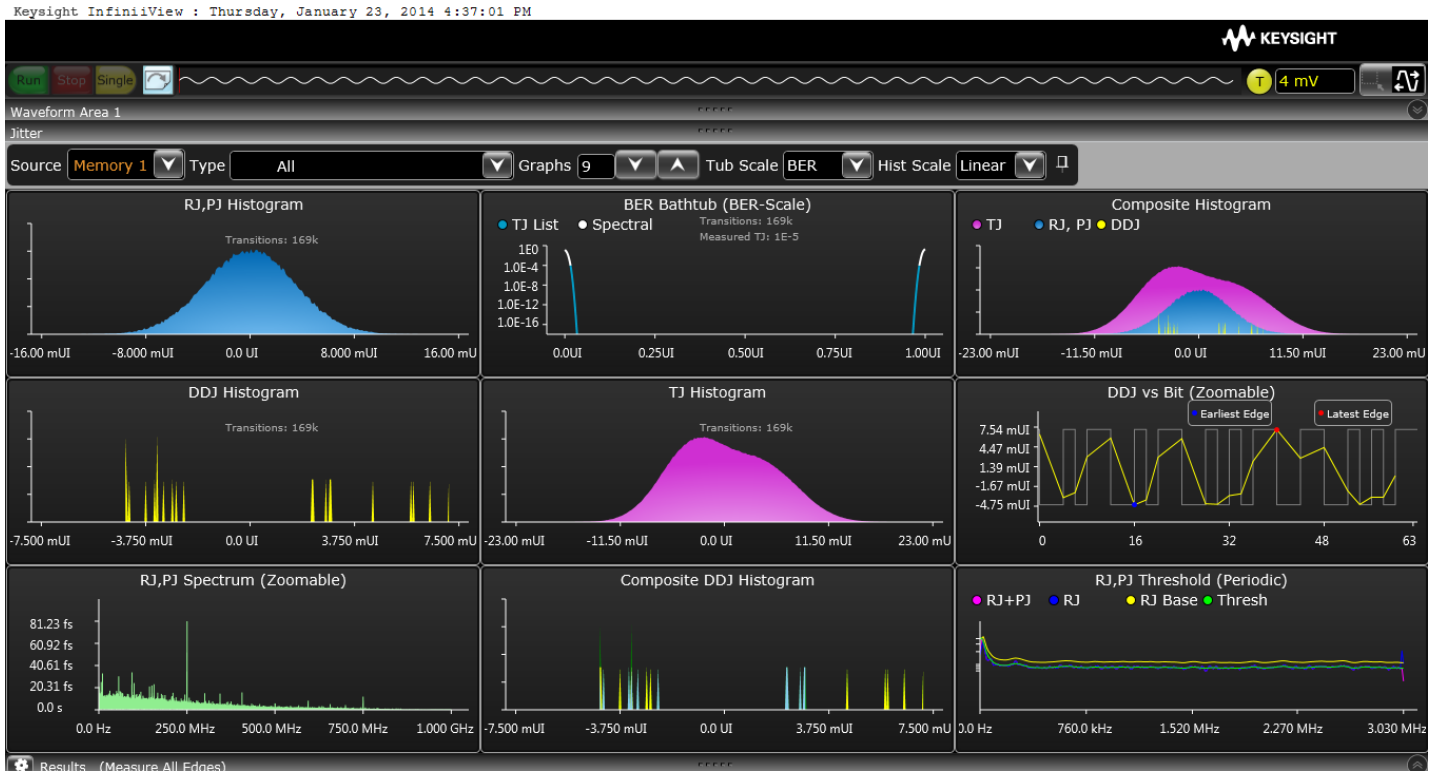 Keysight InfiniiView : Thursday, January 23, 2014 4:37:01 PM
KEYSIGHT
Run Stop Single T 4 mV
Waveform Area 1
Jitter
Source Memory 1 Type All Graphs 9 Tub Scale BER Hist Scale Linear
RJ,PJ Histogram
Transitions: 169k
-16.00 mUI -8.000 mUI 0.0 UI 8.000 mUI 16.00 mU
BER Bathtub (BER-Scale)
TJ List Spectral Transitions: 169k
Measured TJ: 1E-5
1E0
1.0E-4
1.0E-8
1.0E-12
1.0E-16
0.00UI 0.25UI 0.50UI 0.75UI 1.00UI
Composite Histogram
TJ RJ, PJ DDJ
-23.00 mUI -11.50 mUI 0.0 UI 11.50 mUI 23.00 mU
DDJ Histogram
Transitions: 169k
-7.500 mUI -3.750 mUI 0.0 UI 3.750 mUI 7.500 mU
TJ Histogram
Transitions: 169k
-23.00 mUI -11.50 mUI 0.0 UI 11.50 mUI 23.00 mU
DDJ vs Bit (Zoomable)
Earliest Edge Latest Edge
7.54 mUI
4.47 mUI
1.39 mUI
-1.67 mUI
-4.75 mUI
0 16 32 48 63
RJ,PJ Spectrum (Zoomable)
81.23 fs
60.92 fs
40.61 fs
20.31 fs
0.0 s
0.0 Hz 250.0 MHz 500.0 MHz 750.0 MHz 1.000 GHz
Composite DDJ Histogram
-7.500 mUI -3.750 mUI 0.0 UI 3.750 mUI 7.500 mU
RJ,PJ Threshold (Periodic)
RJ+PJ RJ RJ Base Thresh
0.0 Hz 760.0 kHz 1.520 MHz 2.270 MHz 3.030 MHz
Results (Measure All Edges)